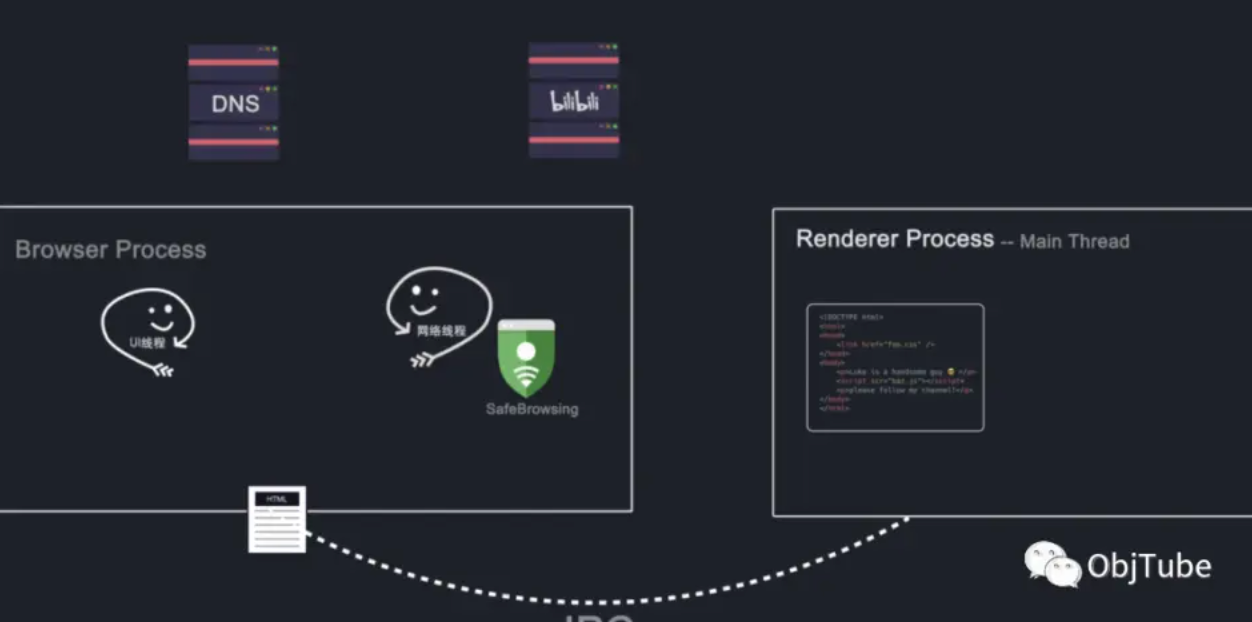 DNS
bilibili
Browser Process
UI线程
网络线程
SafeBrowsing
HTML
Renderer Process -- Main Thread
<!DOCTYPE html>
<html>
<head>
<link href="foo.css" />
</head>
<body>
<p>Luke is a handsome guy 😎 </p>
<script src="baz.js"></script>
<p>please follow my channel!</p>
</body>
</html>
ObjTube